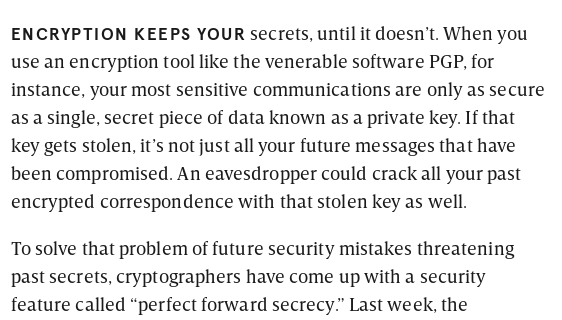 ENCRYPTION KEEPS YOUR secrets, until it doesn’t. When you
use an encryption tool like the venerable software PGP, for
instance, your most sensitive communications are only as secure
as a single, secret piece of data known as a private key. If that
key gets stolen, it’s not just all your future messages that have
been compromised. An eavesdropper could crack all your past
encrypted correspondence with that stolen key as well.
To solve that problem of future security mistakes threatening
past secrets, cryptographers have come up with a security
feature called “perfect forward secrecy.” Last week, the